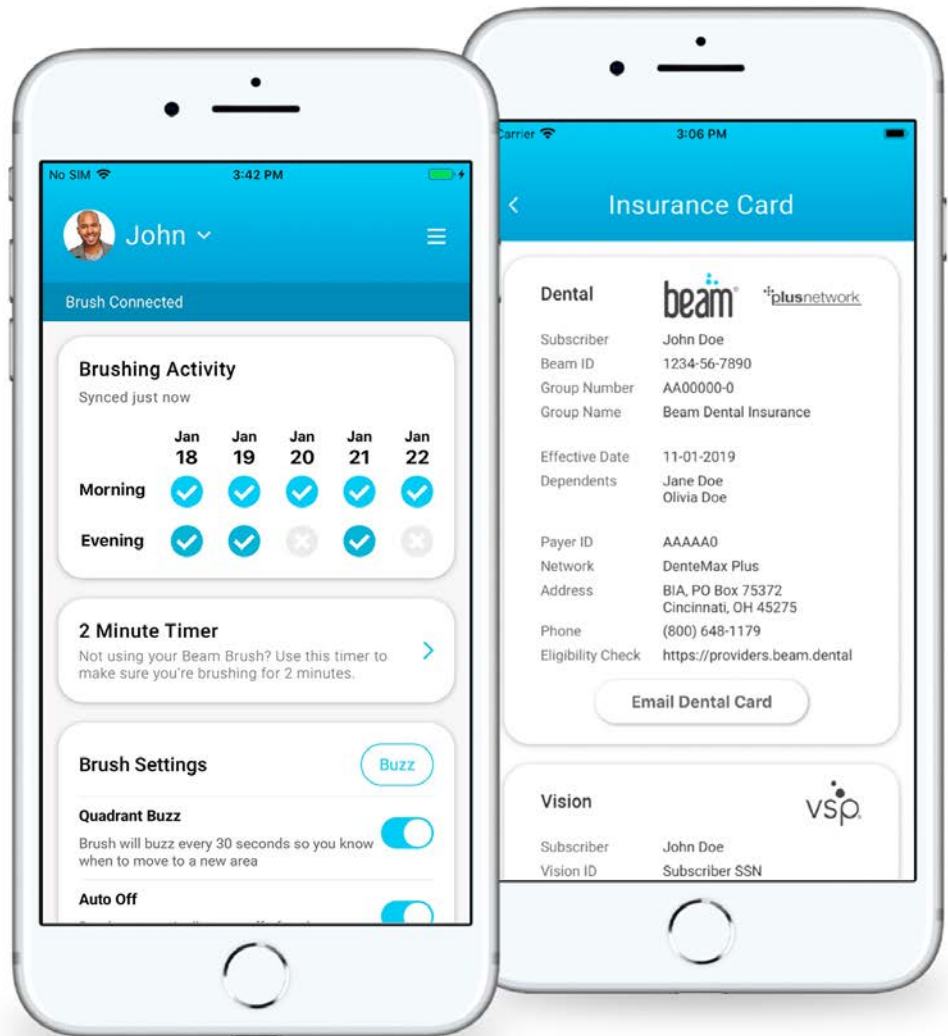 No SIM 3:42 PM
John
Brush Connected
Brushing Activity
Synced just now
Jan Jan Jan Jan Jan
18 19 20 21 22
Morning
Evening
2 Minute Timer
Not using your Beam Brush? Use this timer to
make sure you're brushing for 2 minutes.
Brush Settings Buzz
Quadrant Buzz
Brush will buzz every 30 seconds so you know
when to move to a new area
Auto Off
Carrier 3:06 PM
Insurance Card
Dental beam plusnetwork
Subscriber John Doe
Beam ID 1234-56-7890
Group Number AA00000-0
Group Name Beam Dental Insurance
Effective Date 11-01-2019
Dependents Jane Doe
Olivia Doe
Payer ID AAAAA0
Network DenteMax Plus
Address BIA, PO Box 75372
Cincinnati, OH 45275
Phone (800) 648-1179
Eligibility Check https://providers.beam.dental
Email Dental Card
Vision vsp
Subscriber John Doe
Vision ID Subscriber SSN